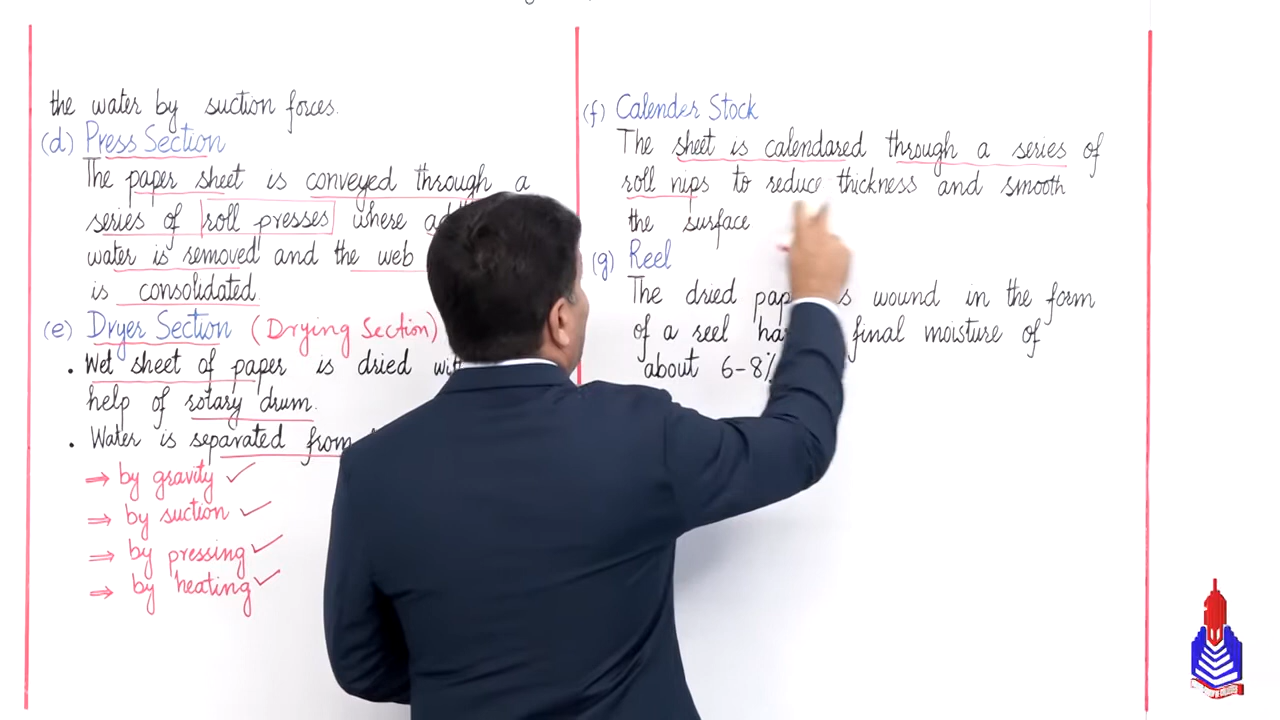 the water by suction forces.
(d) Press Section
The paper sheet is conveyed through a
series of roll presses where
water is removed and the web
is consolidated.
(e) Dryer Section (Drying Section)
• Wet sheet of paper is dried
help of rotary drum.
• Water is separated from
⇒ by gravity ✓
⇒ by suction ✓
⇒ by pressing ✓
⇒ by heating ✓
(f) Calender Stock
The sheet is calendared through a series of
roll nips to reduce thickness and smooth
the surface
(g) Reel
The dried wound in the form
of a reel final moisture of
about 6-8%